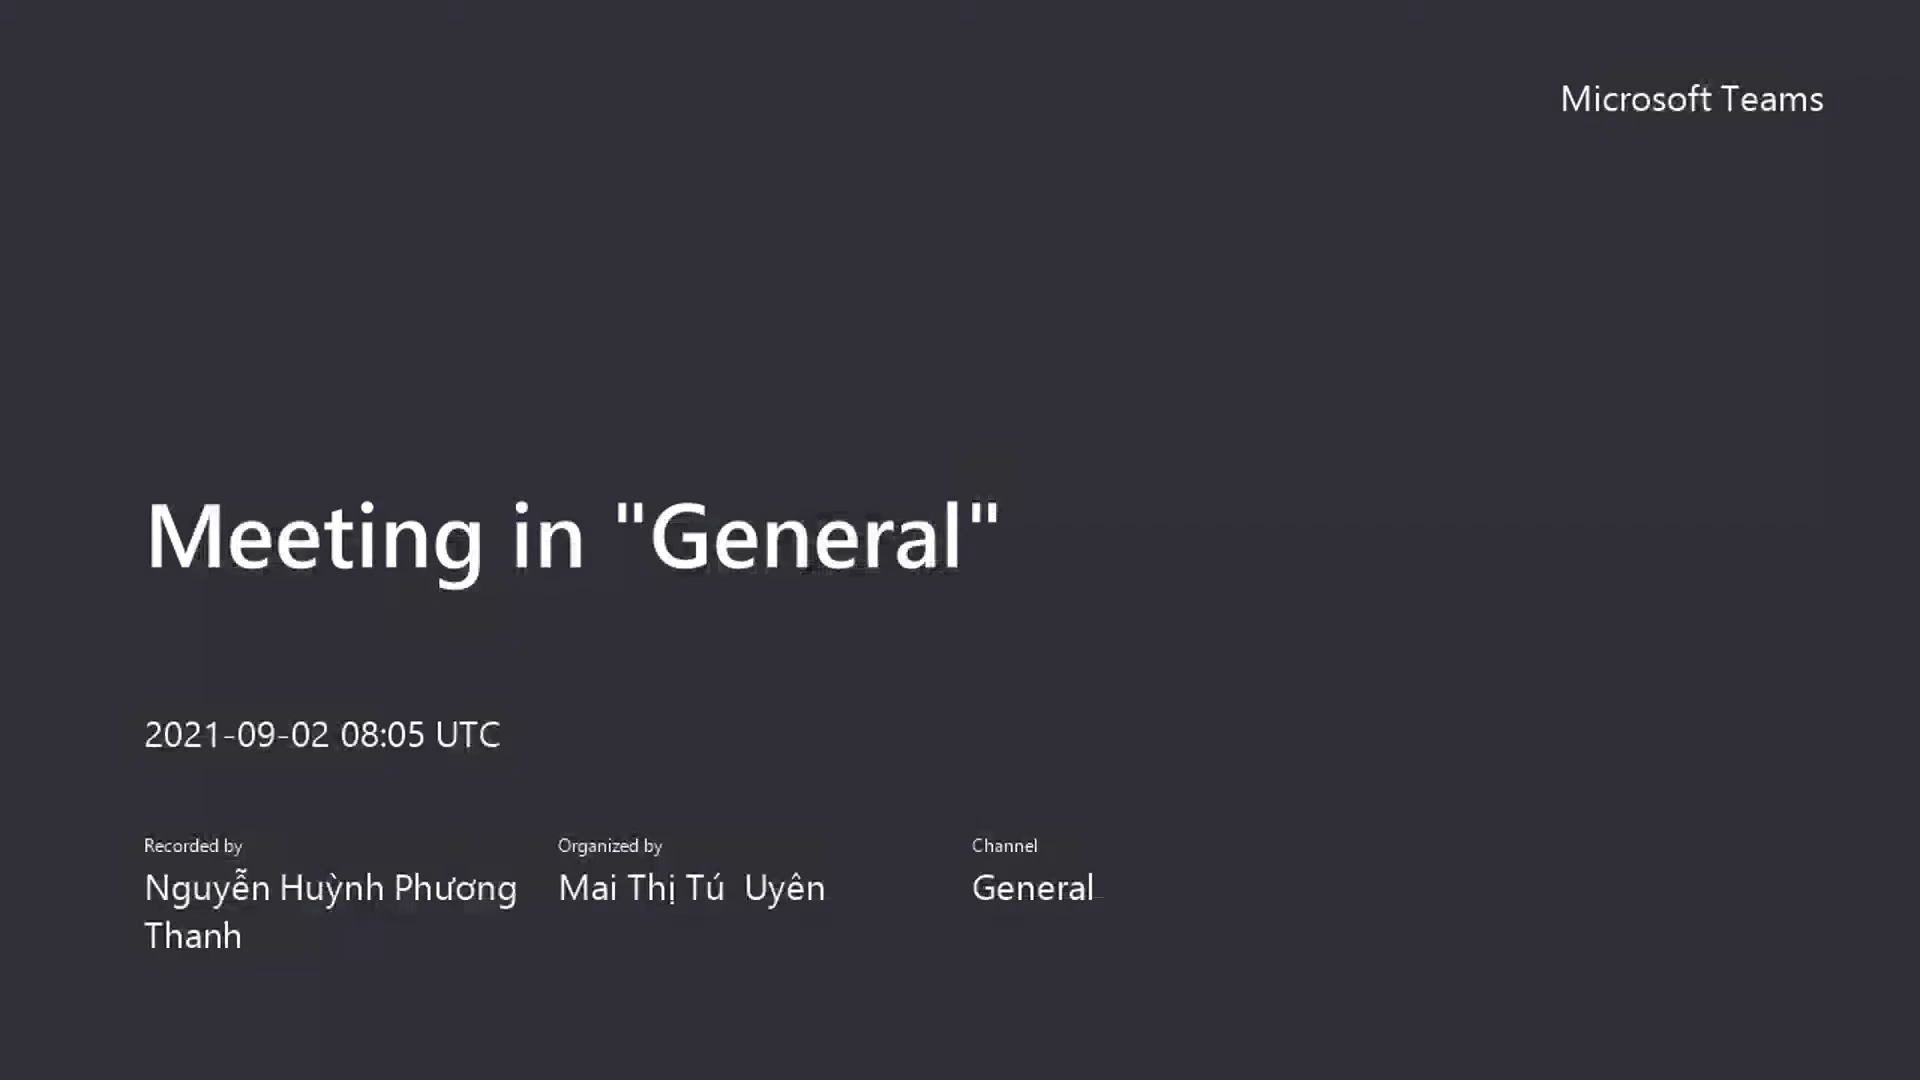 Microsoft Teams
Meeting in "General"
2021-09-02 08:05 UTC
Recorded by
Nguyễn Huỳnh Phương
Thanh
Organized by
Mai Thị Tú  Uyên
Channel
General